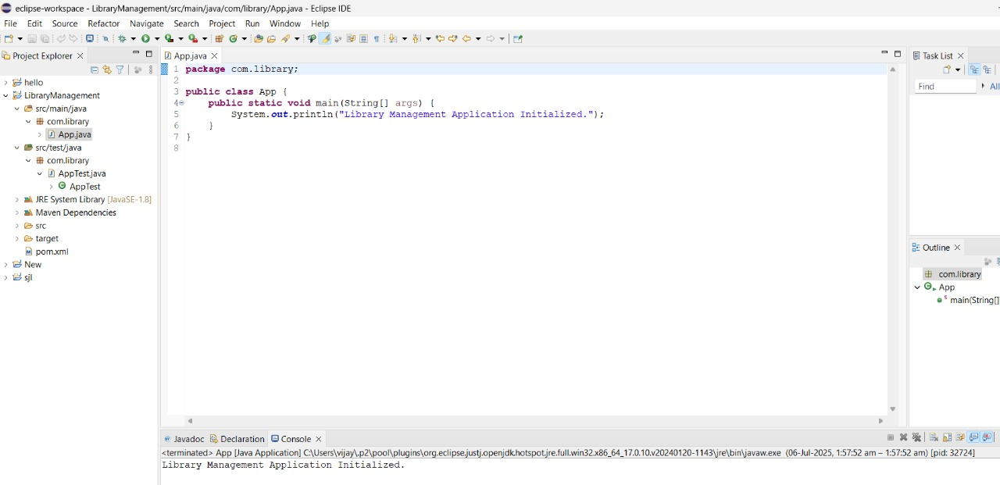 eclipse-workspace - LibraryManagement/src/main/java/com/library/App.java - Eclipse IDE
File Edit Source Refactor Navigate Search Project Run Window Help
Project Explorer
hello
LibraryManagement
src/main/java
com.library
App.java
src/test/java
com.library
AppTest.java
AppTest
JRE System Library [JavaSE-1.8]
Maven Dependencies
src
target
pom.xml
New
sjl
App.java
1 package com.library;
2
3 public class App {
4 public static void main(String[] args) {
5 System.out.println("Library Management Application Initialized.");
6 }
7 }
8
Task List
Find All
Outline
com.library
App
main(String[]
Javadoc Declaration Console
<terminated> App [Java Application] C:\Users\vijay\.p2\pool\plugins\org.eclipse.justj.openjdk.hotspot.jre.full.win32.x86_64_17.0.10.v20240120-1143\jre\bin\javaw.exe (06-Jul-2025, 1:57:52 am – 1:57:52 am) [pid: 32724]
Library Management Application Initialized.